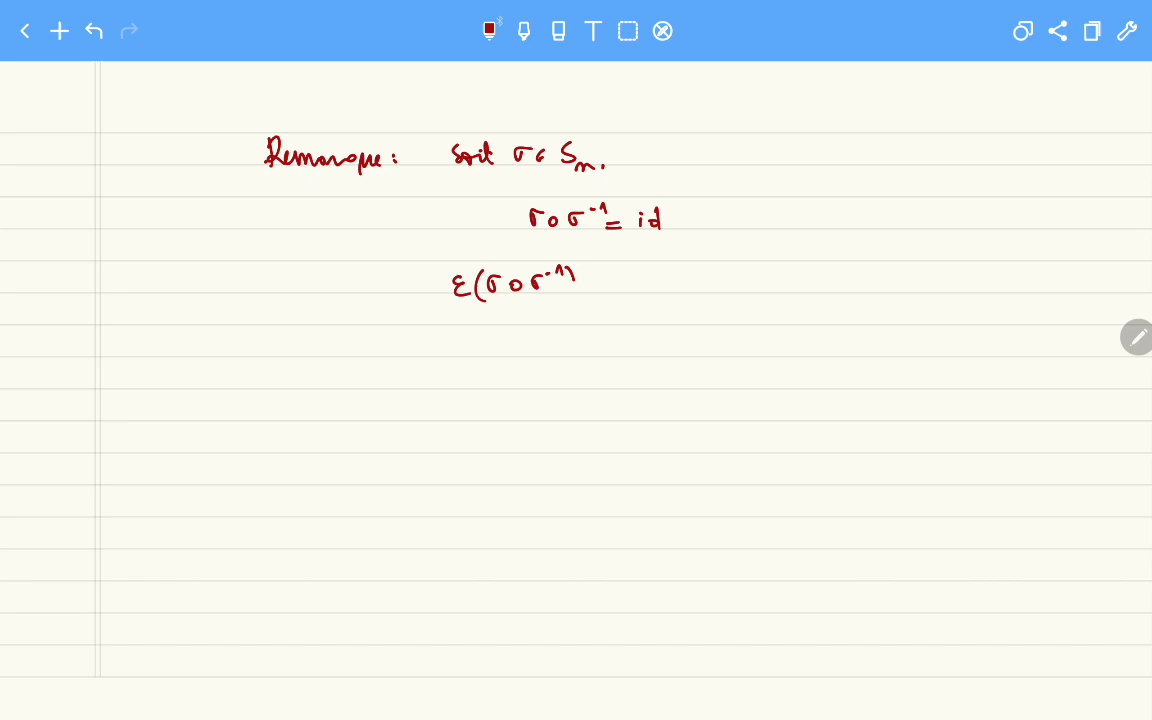 Remarque : Soit σ ∈ Sₙ.
σ ∘ σ⁻¹ = id
ε(σ ∘ σ⁻¹)